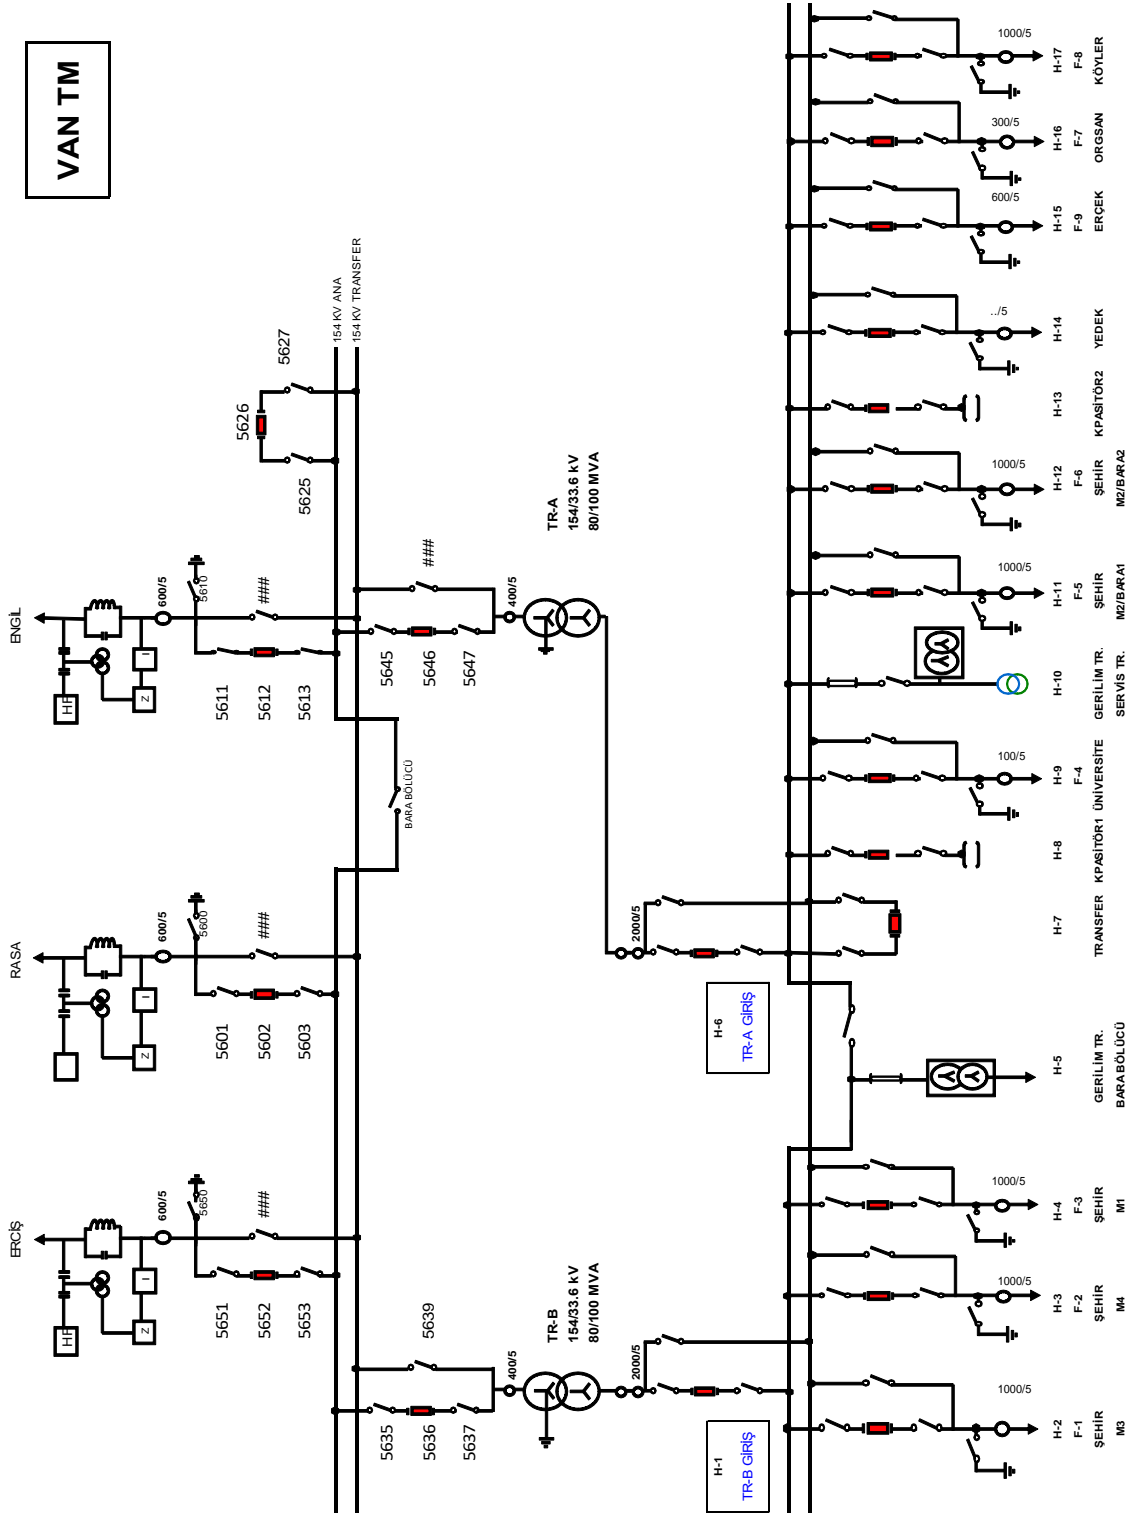 VAN TM
ERCİŞ
RASA
ENGİL
HF
HF
I
Z
I
Z
I
Z
600/5
600/5
600/5
5650
5600
5610
###
###
###
5651
5652
5653
5601
5602
5603
5611
5612
5613
5625
5626
5627
154 KV ANA
154 KV TRANSFER
BARA BÖLÜCÜ
5635
5636
5637
5639
5645
5646
5647
###
400/5
400/5
TR-B
154/33.6 kV
80/100 MVA
TR-A
154/33.6 kV
80/100 MVA
2000/5
2000/5
H-1
TR-B GİRİŞ
H-6
TR-A GİRİŞ
1000/5
H-2
F-1
ŞEHİR
M3
1000/5
H-3
F-2
ŞEHİR
M4
1000/5
H-4
F-3
ŞEHİR
M1
H-5
GERİLİM TR.
BARA BÖLÜCÜ
H-7
TRANSFER
H-8
KPASİTÖR1
100/5
H-9
F-4
ÜNİVERSİTE
H-10
GERİLİM TR.
SERVİS TR.
1000/5
H-11
F-5
ŞEHİR
M2/BARA1
1000/5
H-12
F-6
ŞEHİR
M2/BARA2
H-13
KPASİTÖR2
../5
H-14
YEDEK
600/5
H-15
F-9
ERÇEK
300/5
H-16
F-7
ORGSAN
1000/5
H-17
F-8
KÖYLER